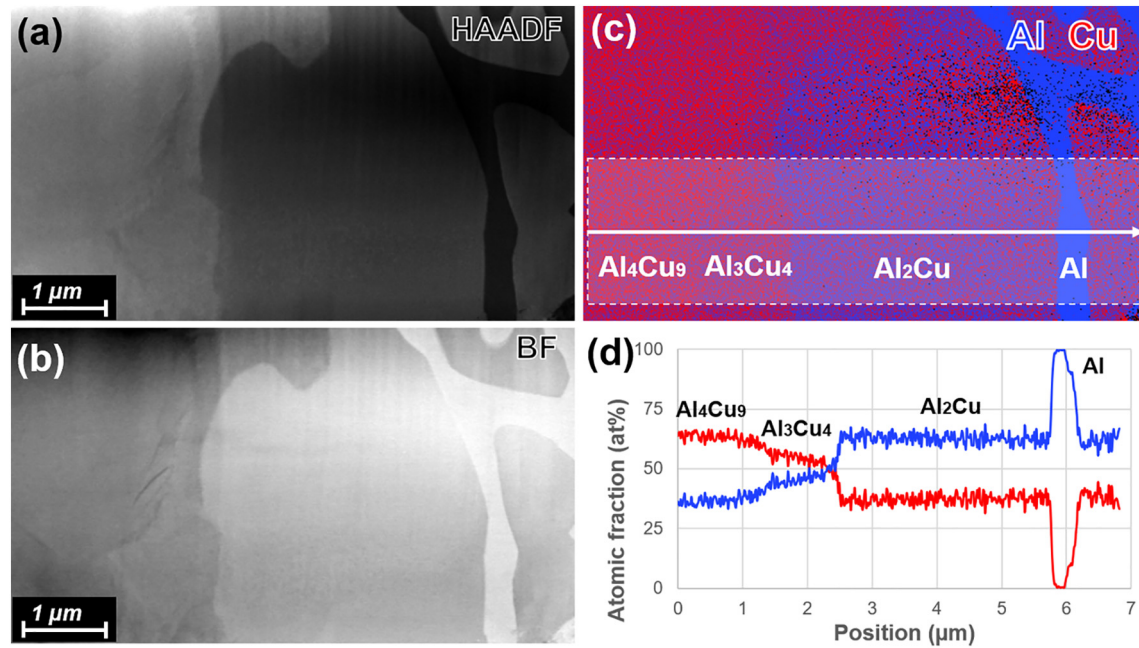 (a)
HAADF
1 µm
(b)
BF
1 µm
(c)
Al Cu
Al₄Cu₉ Al₃Cu₄ Al₂Cu Al
(d)
Atomic fraction (at%)
100
75
50
25
0
Al₄Cu₉
Al₃Cu₄
Al₂Cu
Al
0 1 2 3 4 5 6 7
Position (µm)